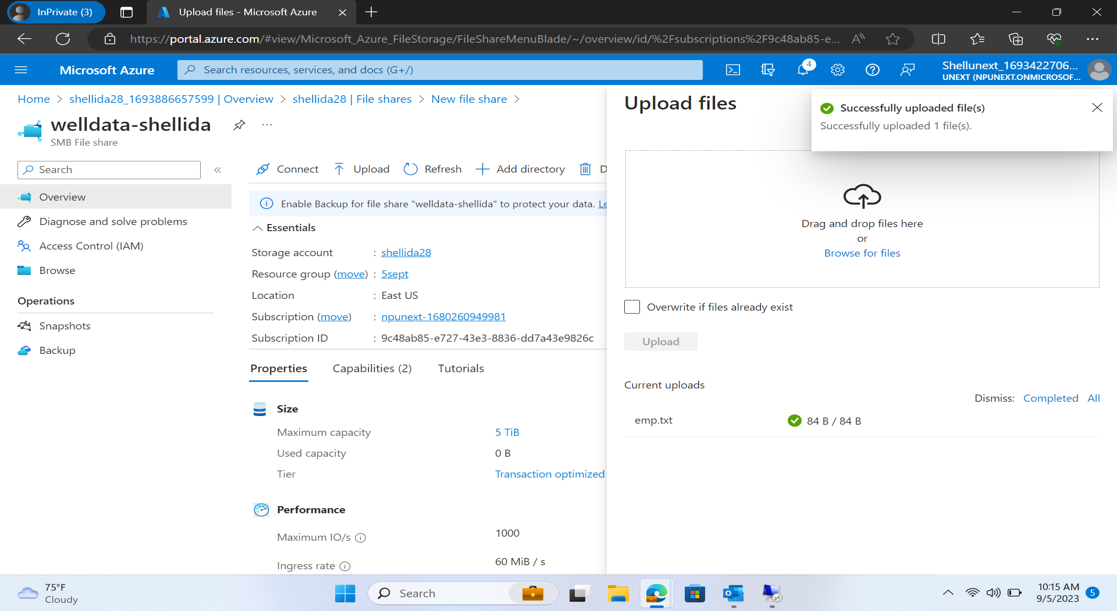 InPrivate (3)
Upload files - Microsoft Azure
https://portal.azure.com/#view/Microsoft_Azure_FileStorage/FileShareMenuBlade/~/overview/id/%2Fsubscriptions%2F9c48ab85-e...
Microsoft Azure
Search resources, services, and docs (G+/)
4
Shellunext_1693422706...
UNEXT (NPUNEXT.ONMICROSOF...
Home > shellida28_1693886657599 | Overview > shellida28 | File shares > New file share >
welldata-shellida
SMB File share
Search
Overview
Diagnose and solve problems
Access Control (IAM)
Browse
Operations
Snapshots
Backup
Connect
Upload
Refresh
Add directory
D
Enable Backup for file share "welldata-shellida" to protect your data. Le
Essentials
Storage account : shellida28
Resource group (move) : 5sept
Location : East US
Subscription (move) : npunext-1680260949981
Subscription ID : 9c48ab85-e727-43e3-8836-dd7a43e9826c
Properties
Capabilities (2)
Tutorials
Size
Maximum capacity 5 TiB
Used capacity 0 B
Tier Transaction optimized
Performance
Maximum IO/s 1000
Ingress rate 60 MiB / s
Upload files
Successfully uploaded file(s)
Successfully uploaded 1 file(s).
Drag and drop files here
or
Browse for files
Overwrite if files already exist
Upload
Current uploads
Dismiss: Completed All
emp.txt 84 B / 84 B
75°F
Cloudy
Search
10:15 AM
9/5/2023
5